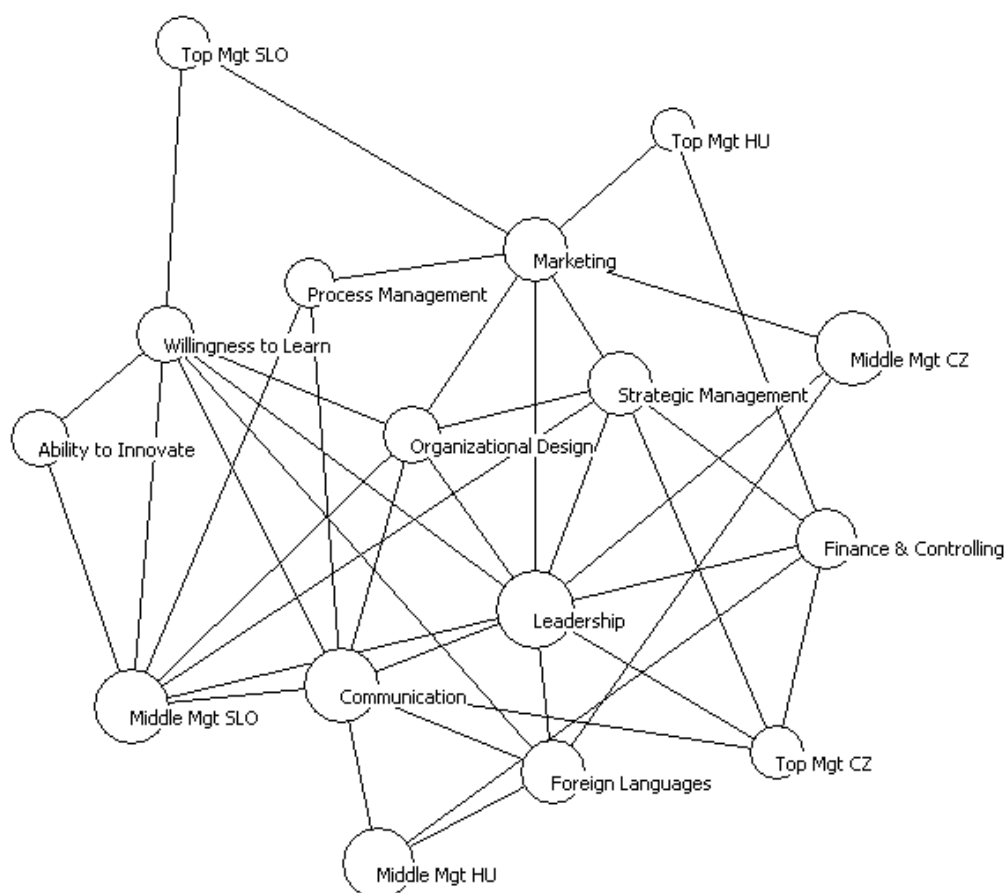 Top Mgt SLO
Top Mgt HU
Marketing
Process Management
Willingness to Learn
Middle Mgt CZ
Strategic Management
Organizational Design
Ability to Innovate
Finance & Controlling
Leadership
Communication
Middle Mgt SLO
Top Mgt CZ
Foreign Languages
Middle Mgt HU